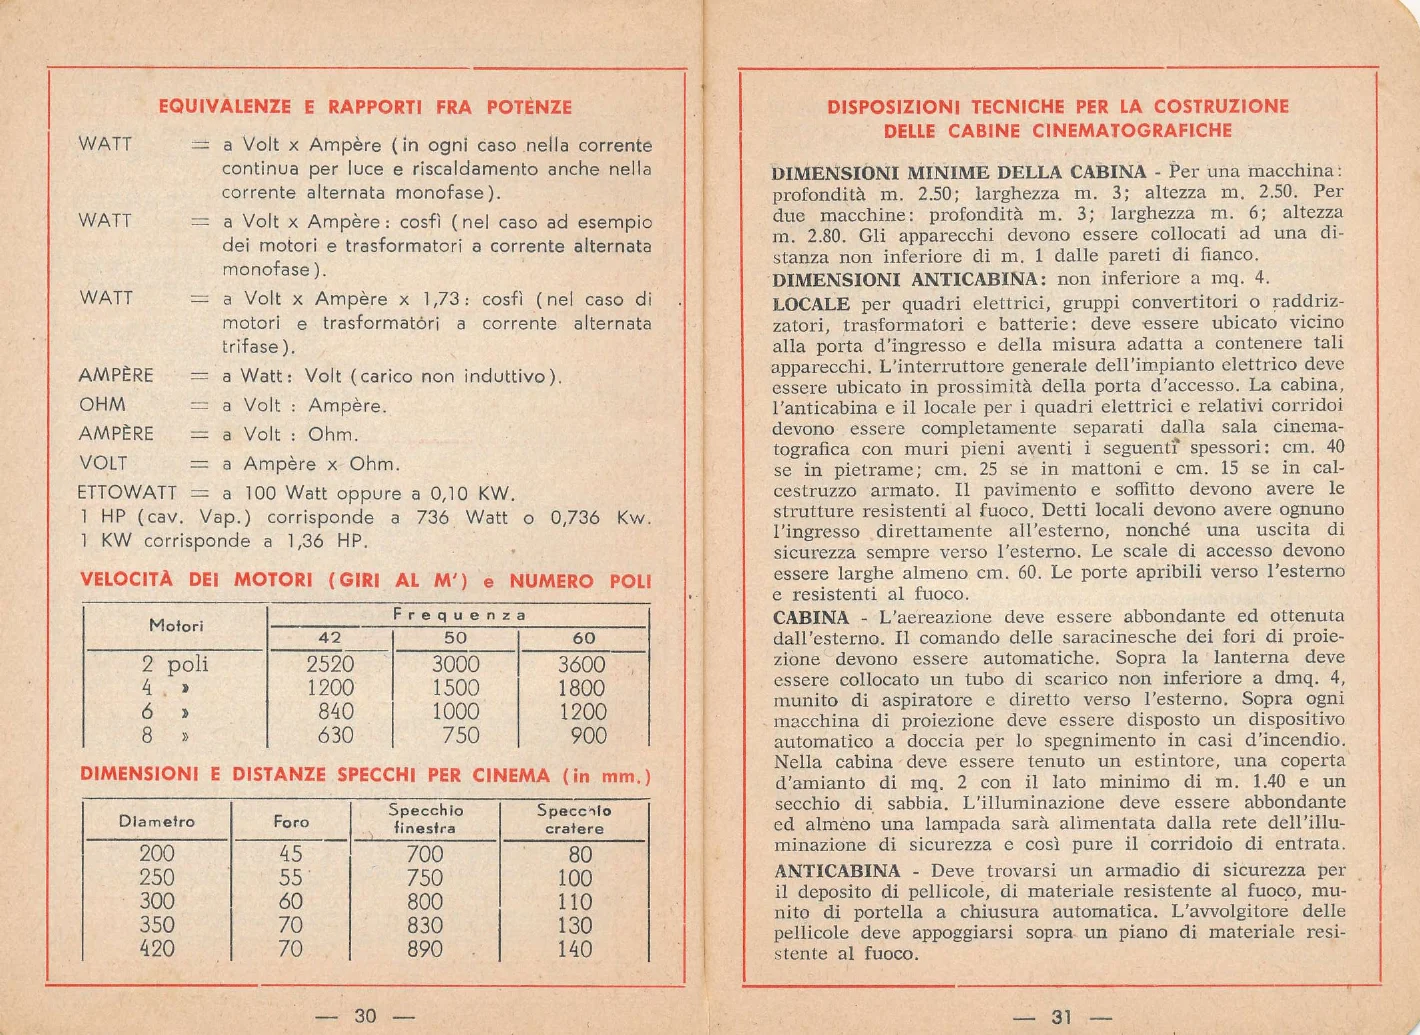 EQUIVALENZE E RAPPORTI FRA POTENZE
WATT = a Volt x Ampère (in ogni caso nella corrente
continua per luce e riscaldamento anche nella
corrente alternata monofase).
WATT = a Volt x Ampère: cosfì (nel caso ad esempio
dei motori e trasformatori a corrente alternata
monofase).
WATT = a Volt x Ampère x 1,73: cosfì (nel caso di
motori e trasformatori a corrente alternata
trifase).
AMPÈRE = a Watt: Volt (carico non induttivo).
OHM = a Volt : Ampère.
AMPÈRE = a Volt : Ohm.
VOLT = a Ampère x Ohm.
ETTOWATT = a 100 Watt oppure a 0,10 KW.
1 HP (cav. Vap.) corrisponde a 736 Watt o 0,736 Kw.
1 KW corrisponde a 1,36 HP.
VELOCITÀ DEI MOTORI (GIRI AL M') e NUMERO POLI
Motori Frequenza
42 50 60
2 poli 2520 3000 3600
4 » 1200 1500 1800
6 » 840 1000 1200
8 » 630 750 900
DIMENSIONI E DISTANZE SPECCHI PER CINEMA (in mm.)
Diametro Foro Specchio finestra Specchio cratere
200 45 700 80
250 55 750 100
300 60 800 110
350 70 830 130
420 70 890 140
— 30 —
DISPOSIZIONI TECNICHE PER LA COSTRUZIONE
DELLE CABINE CINEMATOGRAFICHE
DIMENSIONI MINIME DELLA CABINA - Per una macchina:
profondità m. 2.50; larghezza m. 3; altezza m. 2.50. Per
due macchine: profondità m. 3; larghezza m. 6; altezza
m. 2.80. Gli apparecchi devono essere collocati ad una di-
stanza non inferiore di m. 1 dalle pareti di fianco.
DIMENSIONI ANTICABINA: non inferiore a mq. 4.
LOCALE per quadri elettrici, gruppi convertitori o raddriz-
zatori, trasformatori e batterie: deve essere ubicato vicino
alla porta d'ingresso e della misura adatta a contenere tali
apparecchi. L'interruttore generale dell'impianto elettrico deve
essere ubicato in prossimità della porta d'accesso. La cabina,
l'anticabina e il locale per i quadri elettrici e relativi corridoi
devono essere completamente separati dalla sala cinema-
tografica con muri pieni aventi i seguenti spessori: cm. 40
se in pietrame; cm. 25 se in mattoni e cm. 15 se in cal-
cestruzzo armato. Il pavimento e soffitto devono avere le
strutture resistenti al fuoco. Detti locali devono avere ognuno
l'ingresso direttamente all'esterno, nonché una uscita di
sicurezza sempre verso l'esterno. Le scale di accesso devono
essere larghe almeno cm. 60. Le porte apribili verso l'esterno
e resistenti al fuoco.
CABINA - L'aereazione deve essere abbondante ed ottenuta
dall'esterno. Il comando delle saracinesche dei fori di proie-
zione devono essere automatiche. Sopra la lanterna deve
essere collocato un tubo di scarico non inferiore a dmq. 4,
munito di aspiratore e diretto verso l'esterno. Sopra ogni
macchina di proiezione deve essere disposto un dispositivo
automatico a doccia per lo spegnimento in casi d'incendio.
Nella cabina deve essere tenuto un estintore, una coperta
d'amianto di mq. 2 con il lato minimo di m. 1.40 e un
secchio di sabbia. L'illuminazione deve essere abbondante
ed almeno una lampada sarà alimentata dalla rete dell'illu-
minazione di sicurezza e così pure il corridoio di entrata.
ANTICABINA - Deve trovarsi un armadio di sicurezza per
il deposito di pellicole, di materiale resistente al fuoco, mu-
nito di portella a chiusura automatica. L'avvolgitore delle
pellicole deve appoggiarsi sopra un piano di materiale resi-
stente al fuoco.
— 31 —